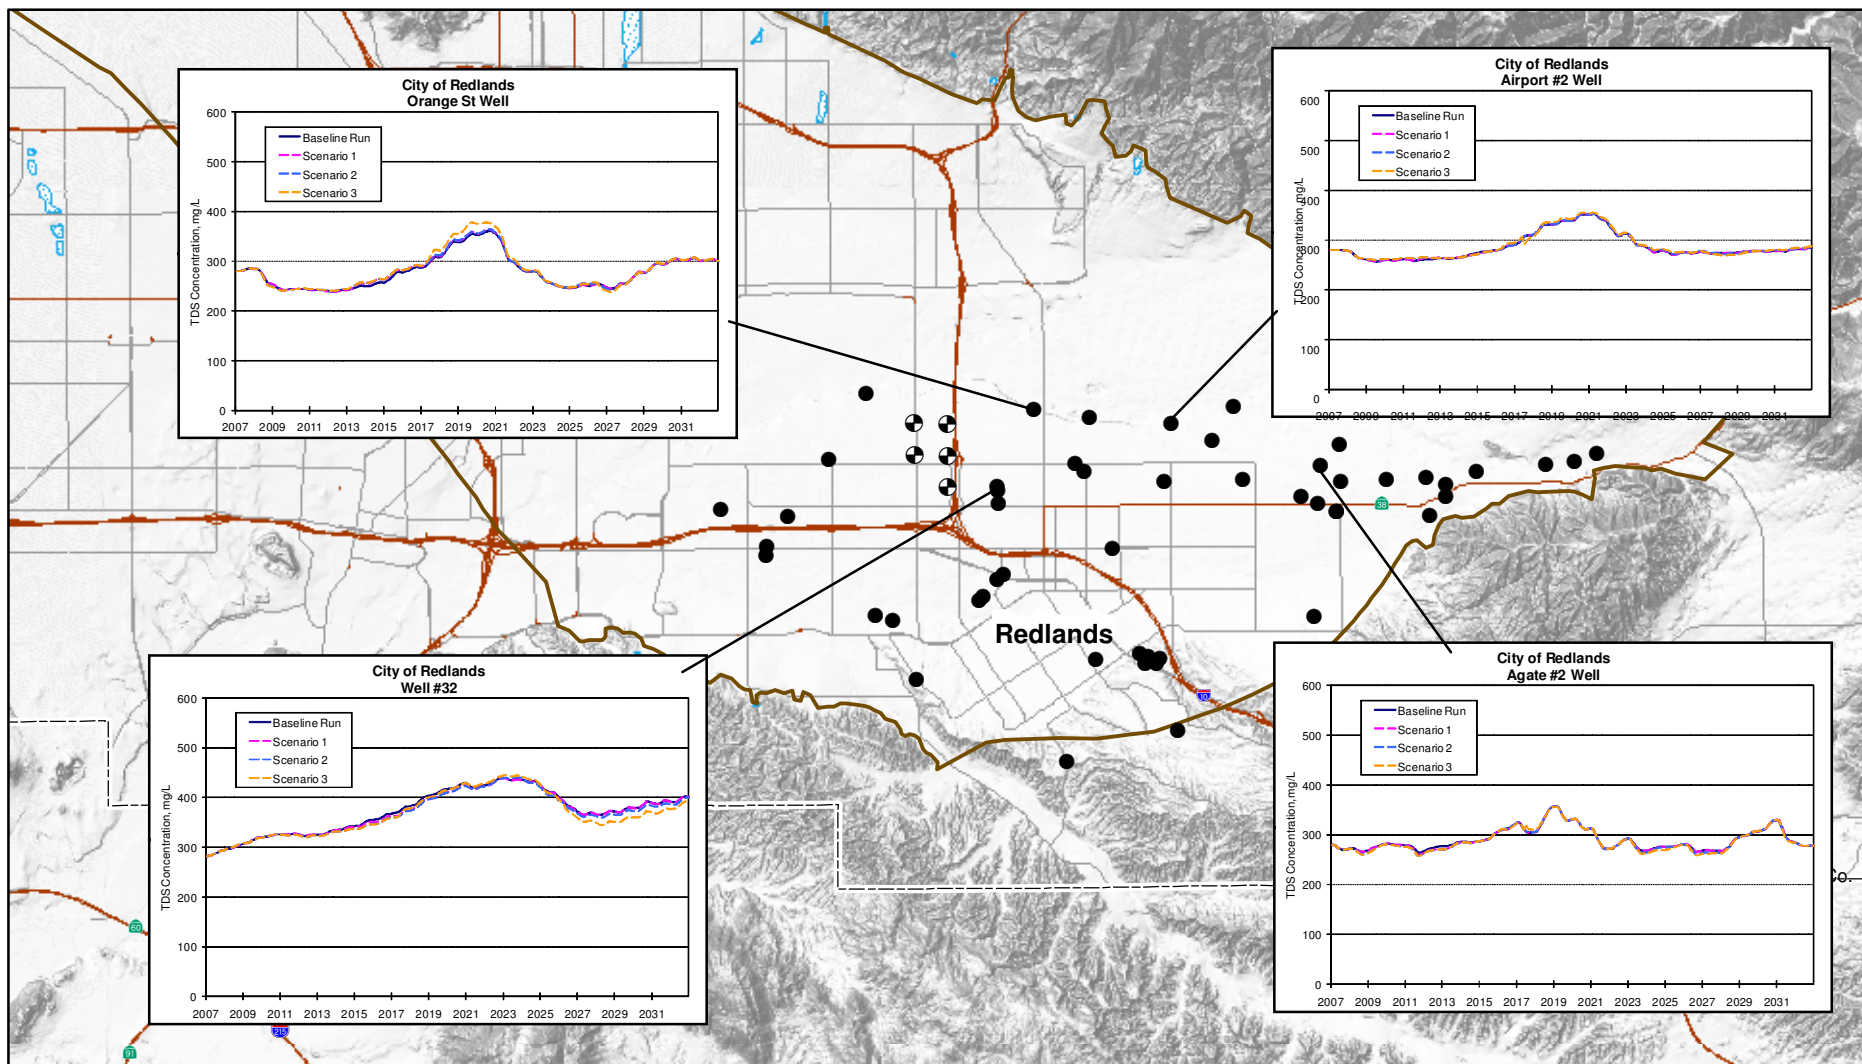 City of Redlands
Orange St Well
TDS Concentration, mg/L
600
500
400
300
200
100
0
Baseline Run
Scenario 1
Scenario 2
Scenario 3
2007 2009 2011 2013 2015 2017 2019 2021 2023 2025 2027 2029 2031
City of Redlands
Airport #2 Well
TDS Concentration, mg/L
600
500
400
300
200
100
0
Baseline Run
Scenario 1
Scenario 2
Scenario 3
2007 2009 2011 2013 2015 2017 2019 2021 2023 2025 2027 2029 2031
38
Redlands
10
City of Redlands
Well #32
TDS Concentration, mg/L
600
500
400
300
200
100
0
Baseline Run
Scenario 1
Scenario 2
Scenario 3
2007 2009 2011 2013 2015 2017 2019 2021 2023 2025 2027 2029 2031
City of Redlands
Agate #2 Well
TDS Concentration, mg/L
600
500
400
300
200
100
0
Baseline Run
Scenario 1
Scenario 2
Scenario 3
2007 2009 2011 2013 2015 2017 2019 2021 2023 2025 2027 2029 2031
Co.
60
215
91